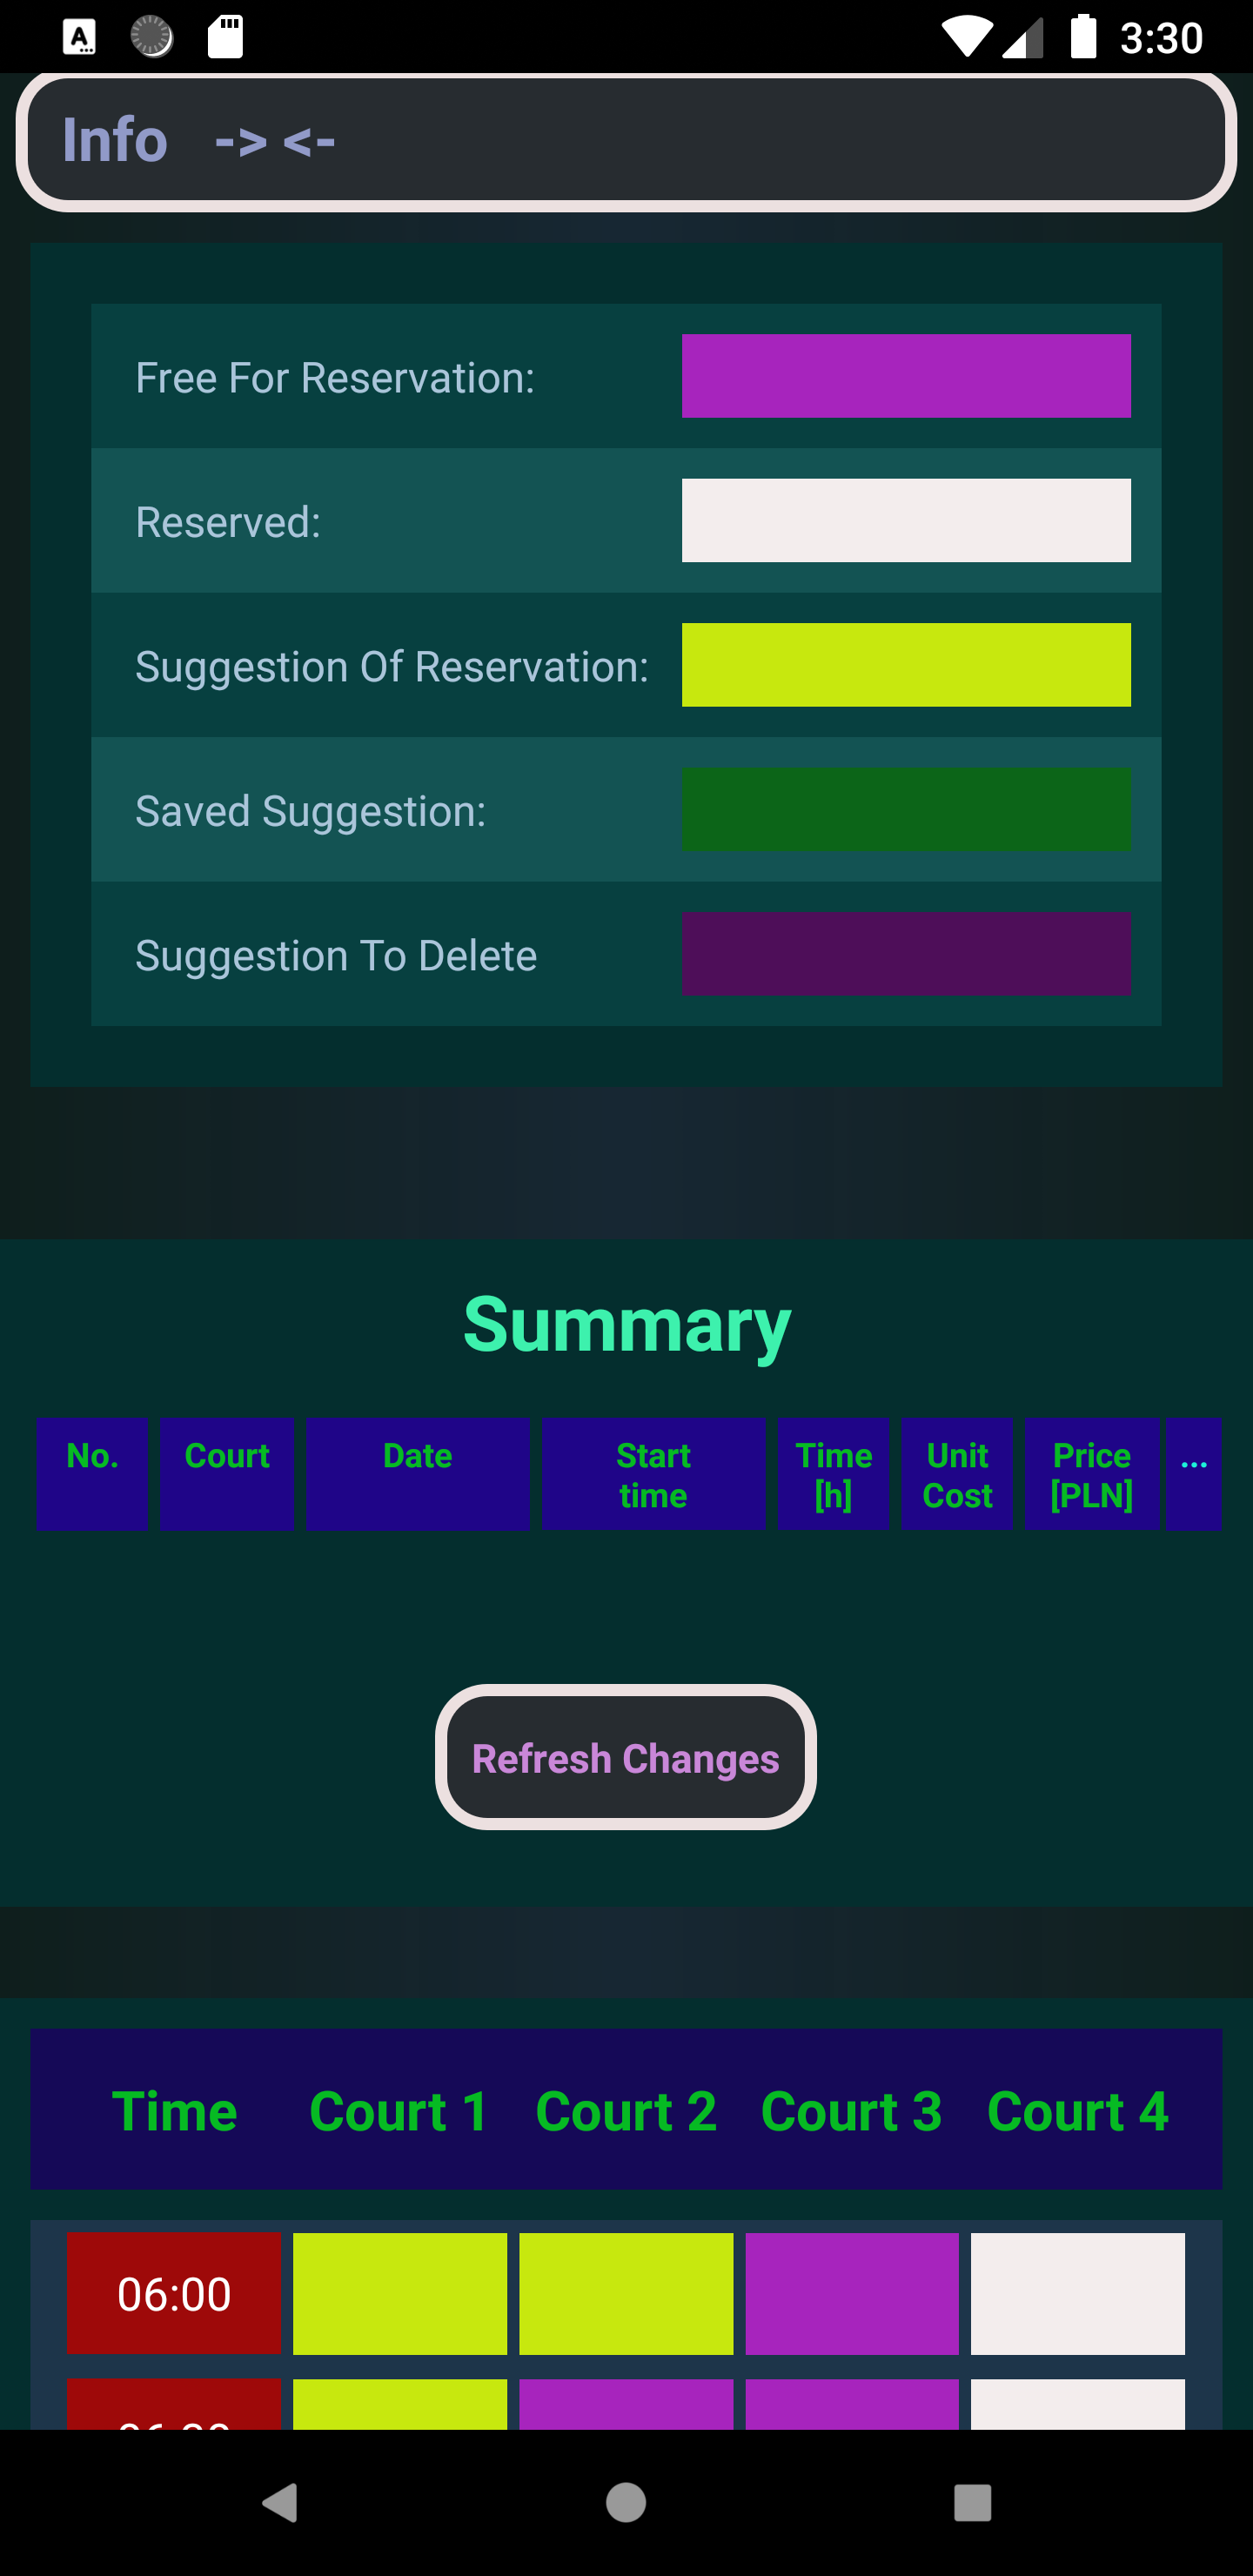 3:30
Info -> <-
Free For Reservation:
Reserved:
Suggestion Of Reservation:
Saved Suggestion:
Suggestion To Delete
Summary
No. Court Date Start time Time [h] Unit Cost Price [PLN] ...
Refresh Changes
Time Court 1 Court 2 Court 3 Court 4
06:00